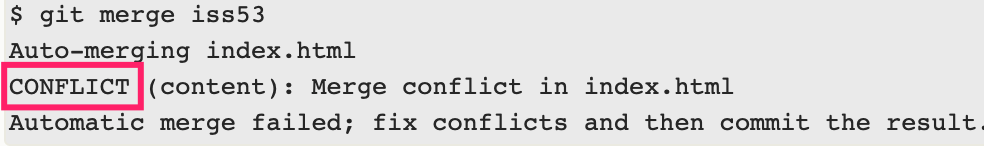 $ git merge iss53
Auto-merging index.html
CONFLICT (content): Merge conflict in index.html
Automatic merge failed; fix conflicts and then commit the result.